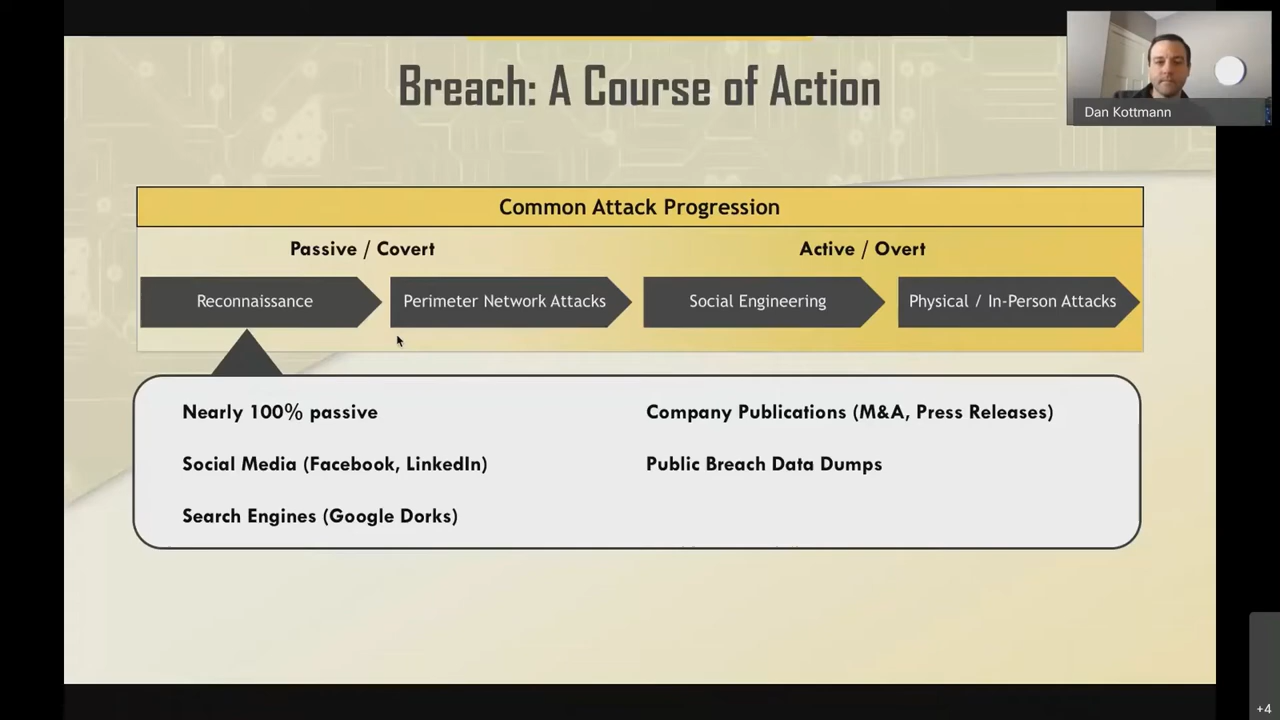 Breach: A Course of Action
Dan Kottmann
Common Attack Progression
Passive / Covert
Active / Overt
Reconnaissance
Perimeter Network Attacks
Social Engineering
Physical / In-Person Attacks
Nearly 100% passive
Social Media (Facebook, LinkedIn)
Search Engines (Google Dorks)
Company Publications (M&A, Press Releases)
Public Breach Data Dumps
+4